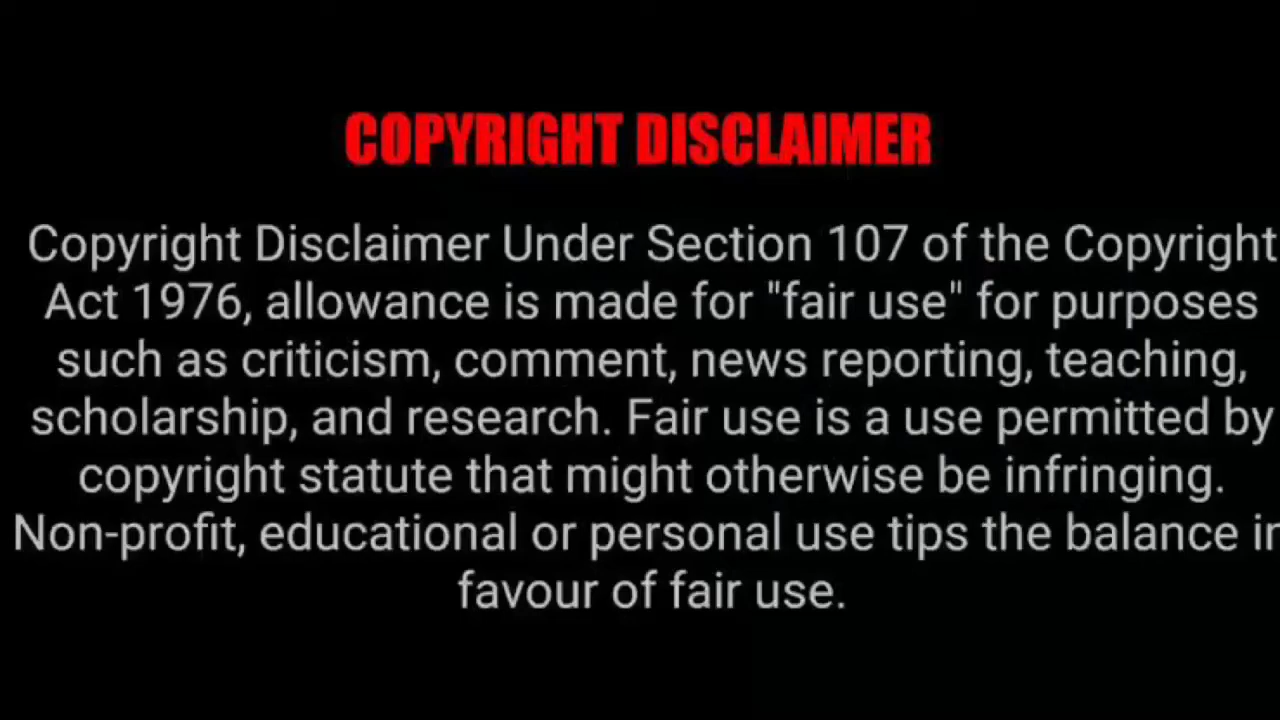 COPYRIGHT DISCLAIMER
Copyright Disclaimer Under Section 107 of the Copyright
Act 1976, allowance is made for "fair use" for purposes
such as criticism, comment, news reporting, teaching,
scholarship, and research. Fair use is a use permitted by
copyright statute that might otherwise be infringing.
Non-profit, educational or personal use tips the balance in
favour of fair use.